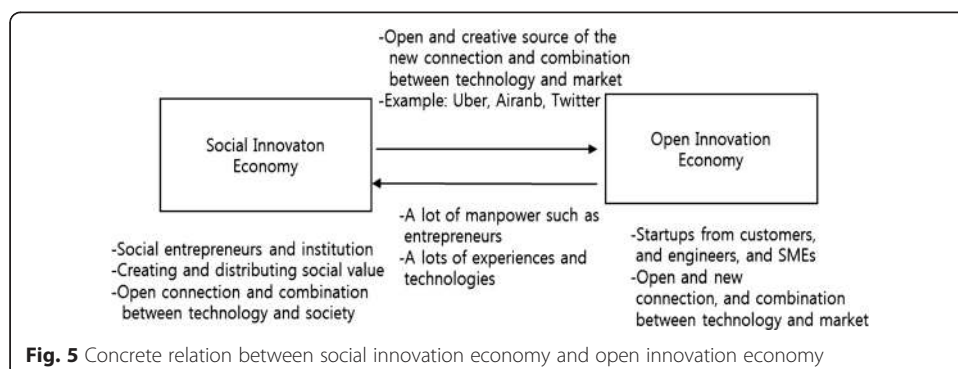 -Open and creative source of the
new connection and combination
between technology and market
-Example: Uber, Airanb, Twitter
Social Innovaton
Economy
Open Innovation
Economy
-A lot of manpower such as
entrepreneurs
-A lots of experiences and
technologies
-Social entrepreneurs and institution
-Creating and distributing social value
-Open connection and combination
between technology and society
-Startups from customers,
and engineers, and SMEs
-Open and new
connection, and combination
between technology and market
Fig. 5 Concrete relation between social innovation economy and open innovation economy